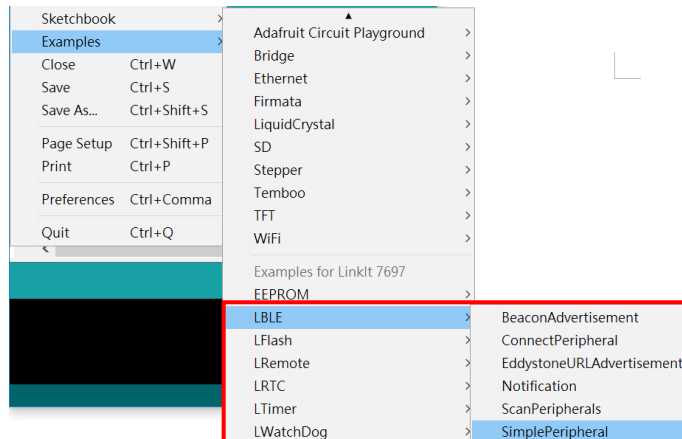 Sketchbook
Examples
Close Ctrl+W
Save Ctrl+S
Save As... Ctrl+Shift+S
Page Setup Ctrl+Shift+P
Print Ctrl+P
Preferences Ctrl+Comma
Quit Ctrl+Q
Adafruit Circuit Playground
Bridge
Ethernet
Firmata
LiquidCrystal
SD
Stepper
Temboo
TFT
WiFi
Examples for LinkIt 7697
EEPROM
LBLE
LFlash
LRemote
LRTC
LTimer
LWatchDog
BeaconAdvertisement
ConnectPeripheral
EddystoneURLAdvertisement
Notification
ScanPeripherals
SimplePeripheral